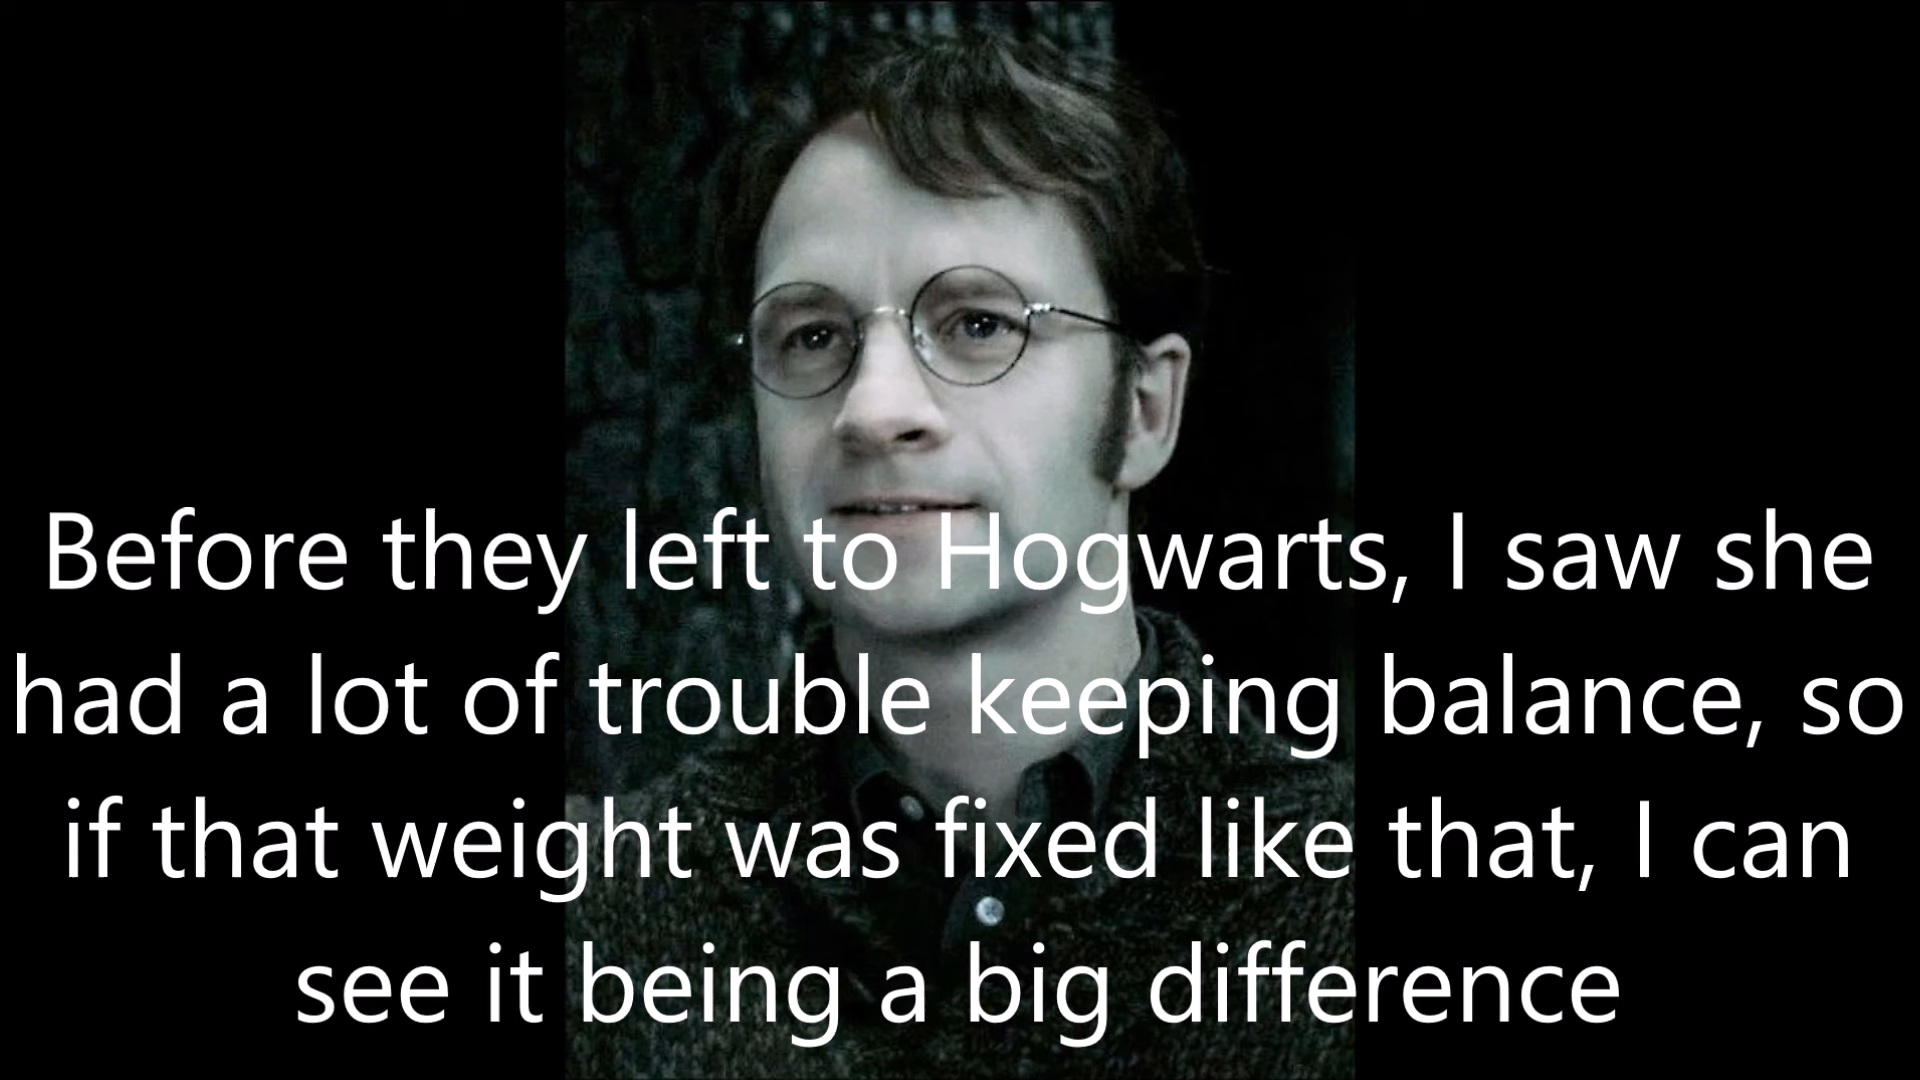 Before they left to Hogwarts, I saw she
had a lot of trouble keeping balance, so
if that weight was fixed like that, I can
see it being a big difference